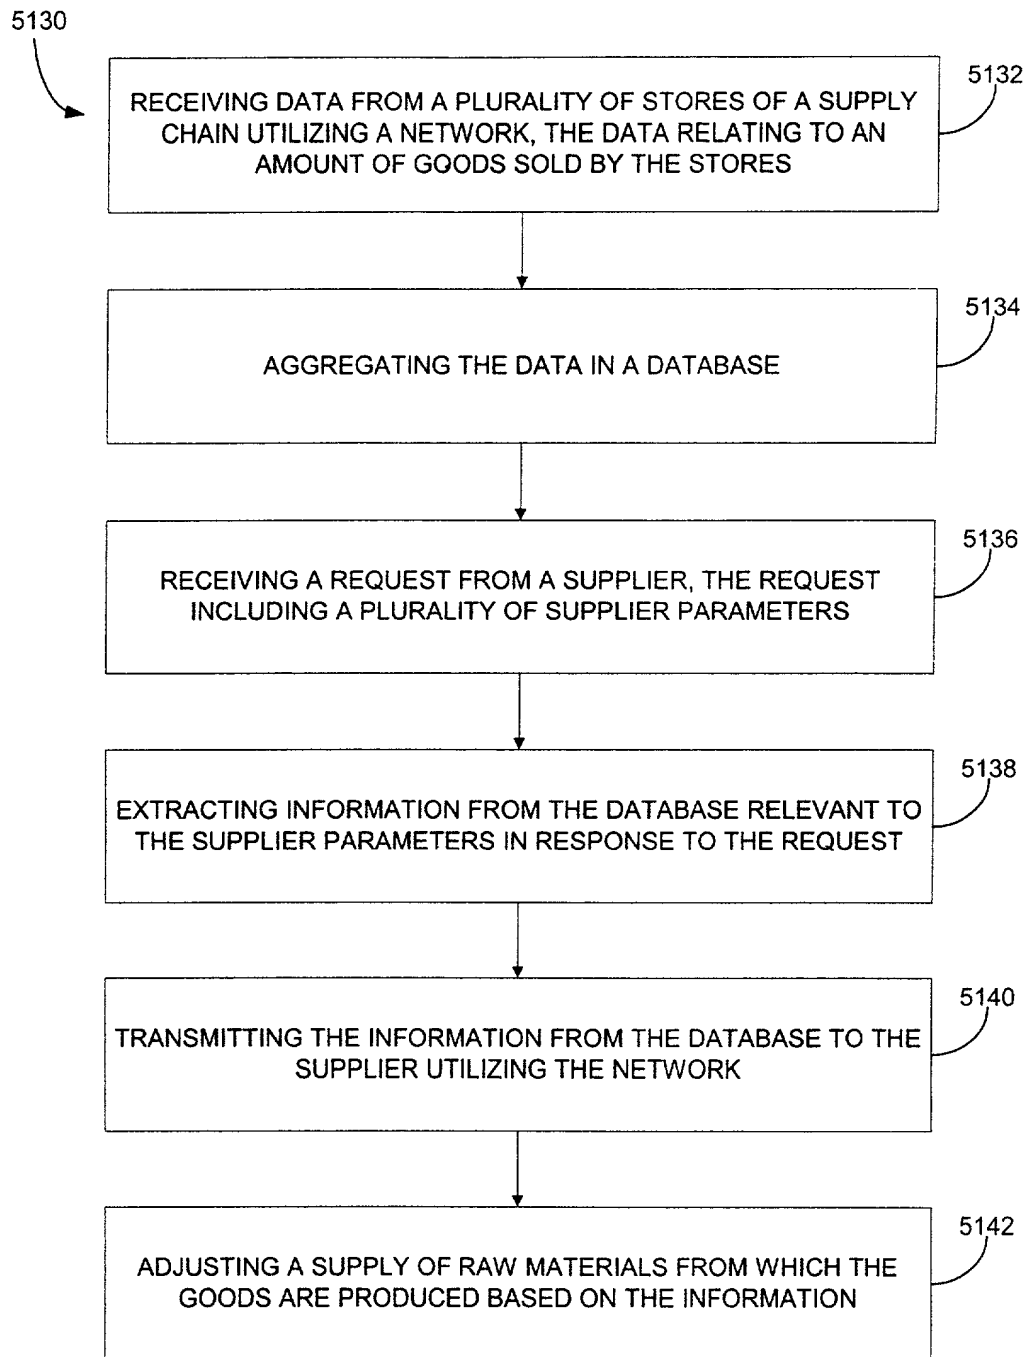 5130
5132
RECEIVING DATA FROM A PLURALITY OF STORES OF A SUPPLY
CHAIN UTILIZING A NETWORK, THE DATA RELATING TO AN
AMOUNT OF GOODS SOLD BY THE STORES
5134
AGGREGATING THE DATA IN A DATABASE
5136
RECEIVING A REQUEST FROM A SUPPLIER, THE REQUEST
INCLUDING A PLURALITY OF SUPPLIER PARAMETERS
5138
EXTRACTING INFORMATION FROM THE DATABASE RELEVANT TO
THE SUPPLIER PARAMETERS IN RESPONSE TO THE REQUEST
5140
TRANSMITTING THE INFORMATION FROM THE DATABASE TO THE
SUPPLIER UTILIZING THE NETWORK
5142
ADJUSTING A SUPPLY OF RAW MATERIALS FROM WHICH THE
GOODS ARE PRODUCED BASED ON THE INFORMATION